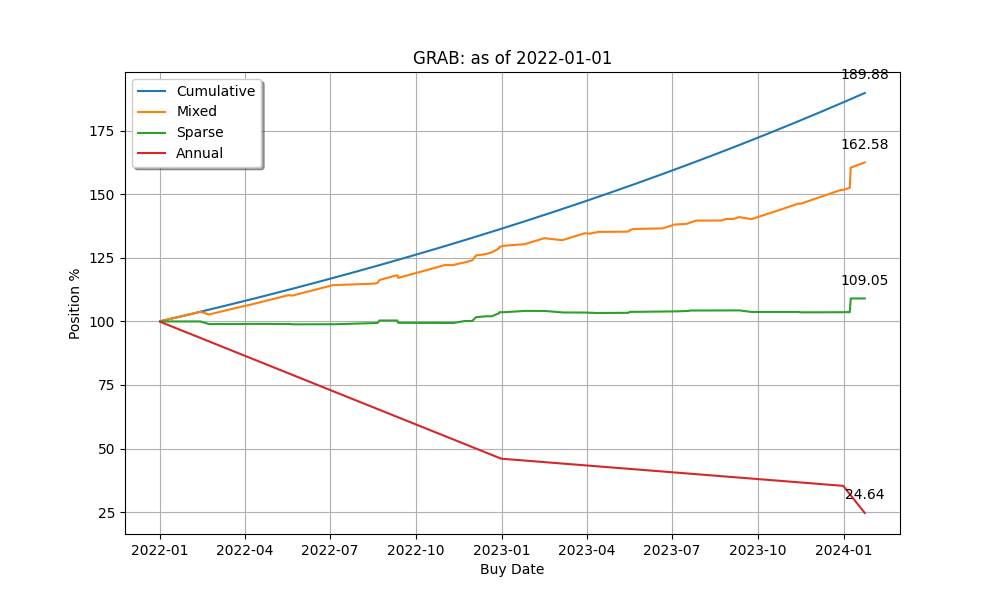 GRAB: as of 2022-01-01
189.88
Cumulative
Mixed
Sparse
Annual
162.58
109.05
24.64
175
150
125
100
75
50
25
Position %
2022-01
2022-04
2022-07
2022-10
2023-01
2023-04
2023-07
2023-10
2024-01
Buy Date